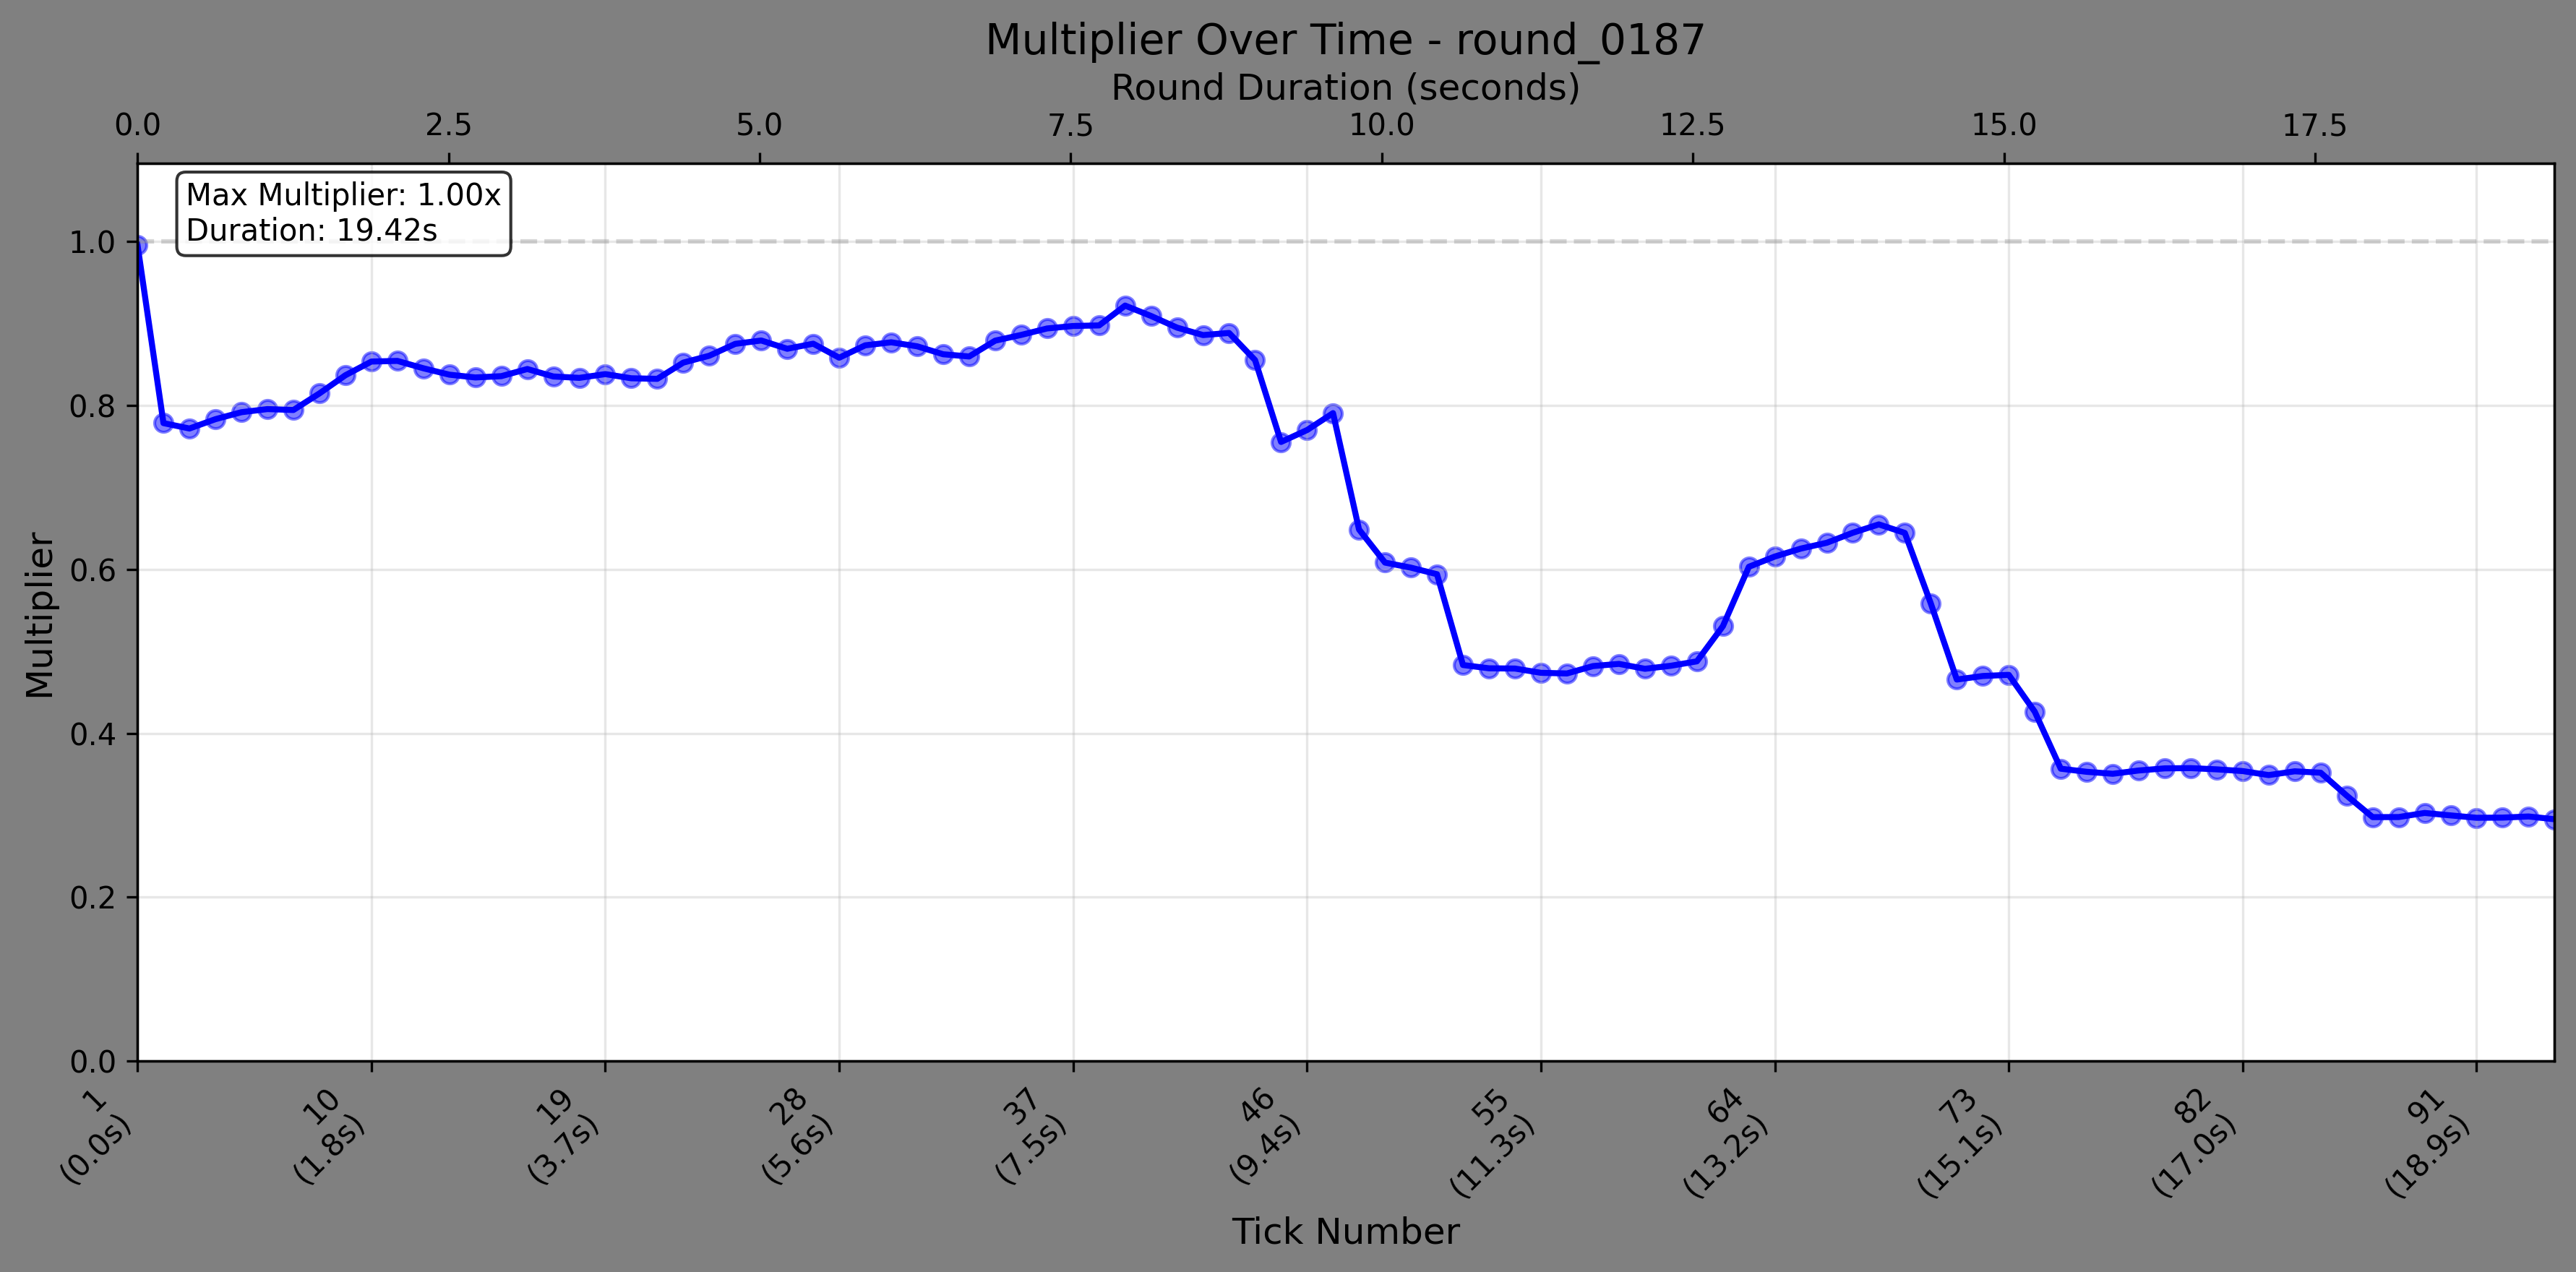 Multiplier Over Time - round_0187
Round Duration (seconds)
0.0 2.5 5.0 7.5 10.0 12.5 15.0 17.5
Max Multiplier: 1.00x
Duration: 19.42s
1.0
0.8
0.6
0.4
0.2
0.0
Multiplier
1
(0.0s)
10
(1.8s)
19
(3.7s)
28
(5.6s)
37
(7.5s)
46
(9.4s)
55
(11.3s)
64
(13.2s)
73
(15.1s)
82
(17.0s)
91
(18.9s)
Tick Number